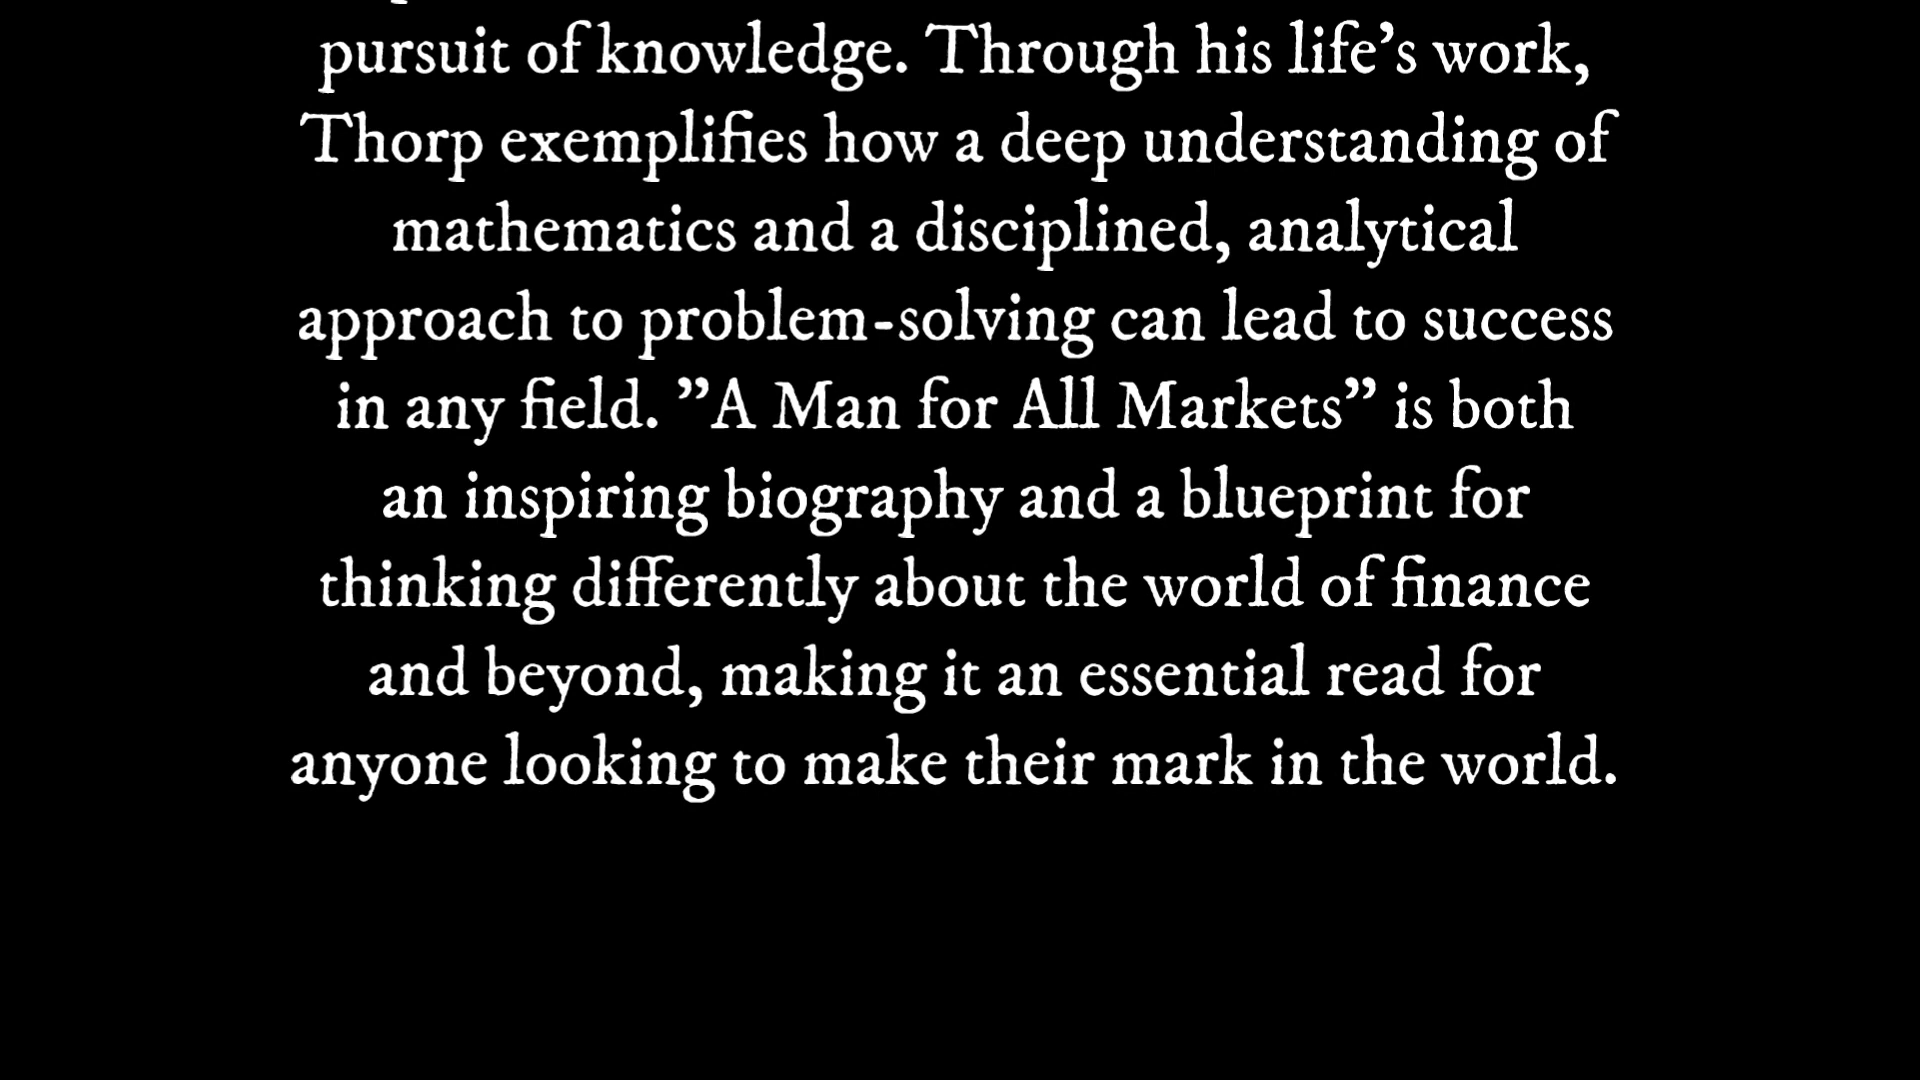 pursuit of knowledge. Through his life’s work,
Thorp exemplifies how a deep understanding of
mathematics and a disciplined, analytical
approach to problem-solving can lead to success
in any field. ”A Man for All Markets” is both
an inspiring biography and a blueprint for
thinking differently about the world of finance
and beyond, making it an essential read for
anyone looking to make their mark in the world.